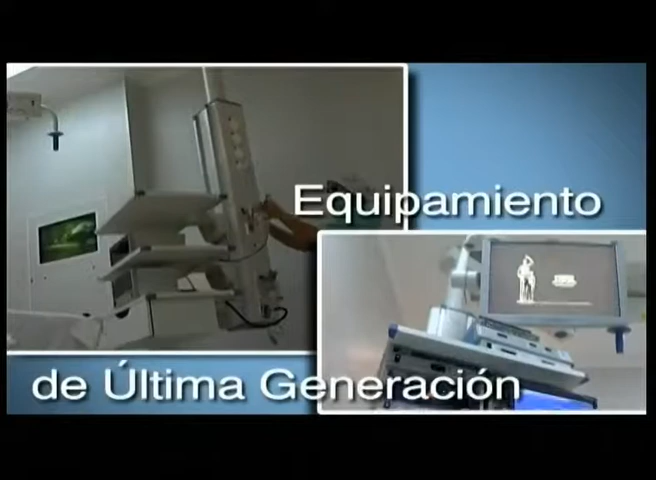 Equipamiento
de Última Generación